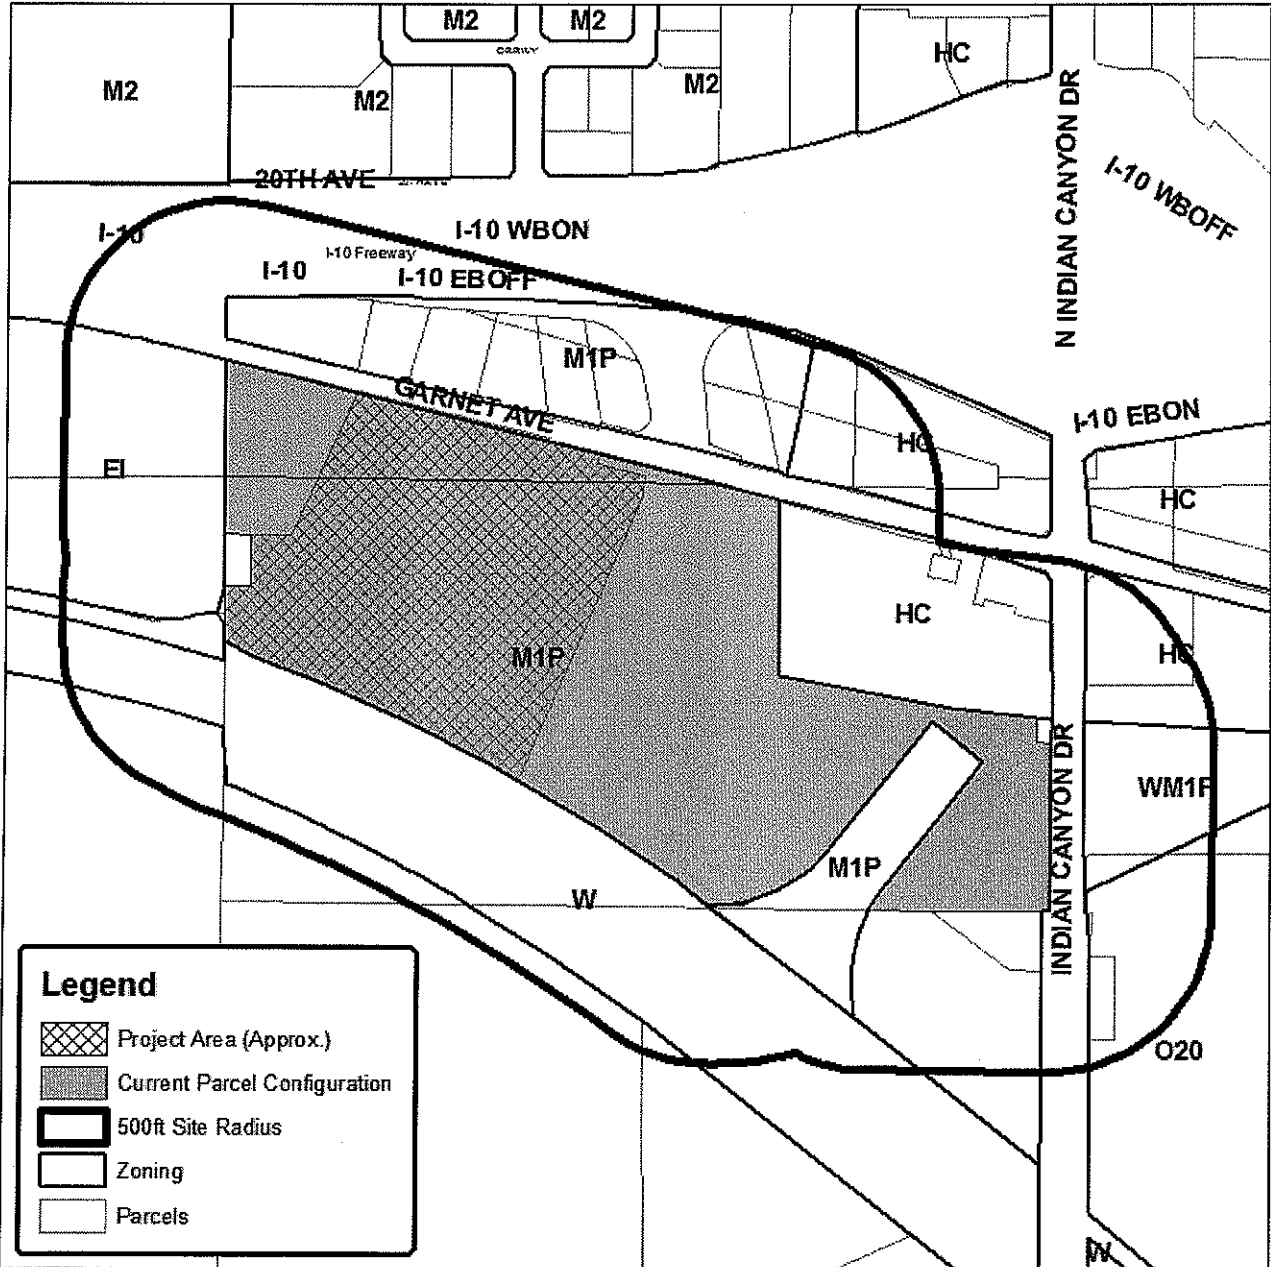 M2
M2
HC
M2
M2
M2
N INDIAN CANYON DR
20TH AVE
I-10 WBOFF
I-10
I-10 WBON
I-10 Freeway
I-10
I-10 EBOFF
M1P
GARNET AVE
I-10 EBON
HC
EI
HC
HC
M1P
HC
INDIAN CANYON DR
WM1P
M1P
W
O20
W
Legend
Project Area (Approx.)
Current Parcel Configuration
500ft Site Radius
Zoning
Parcels